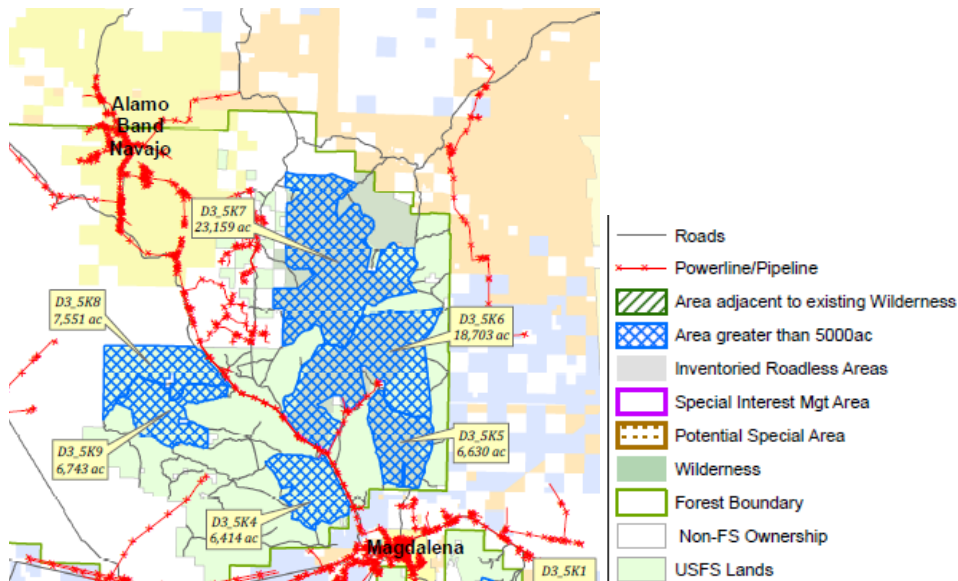 Alamo
Band
Navajo
D3_5K7
23,159 ac
D3_5K8
7,551 ac
D3_5K6
18,703 ac
D3_5K5
6,630 ac
D3_5K9
6,743 ac
D3_5K4
6,414 ac
Magdalena
D3_5K1
Roads
Powerline/Pipeline
Area adjacent to existing Wilderness
Area greater than 5000ac
Inventoried Roadless Areas
Special Interest Mgt Area
Potential Special Area
Wilderness
Forest Boundary
Non-FS Ownership
USFS Lands